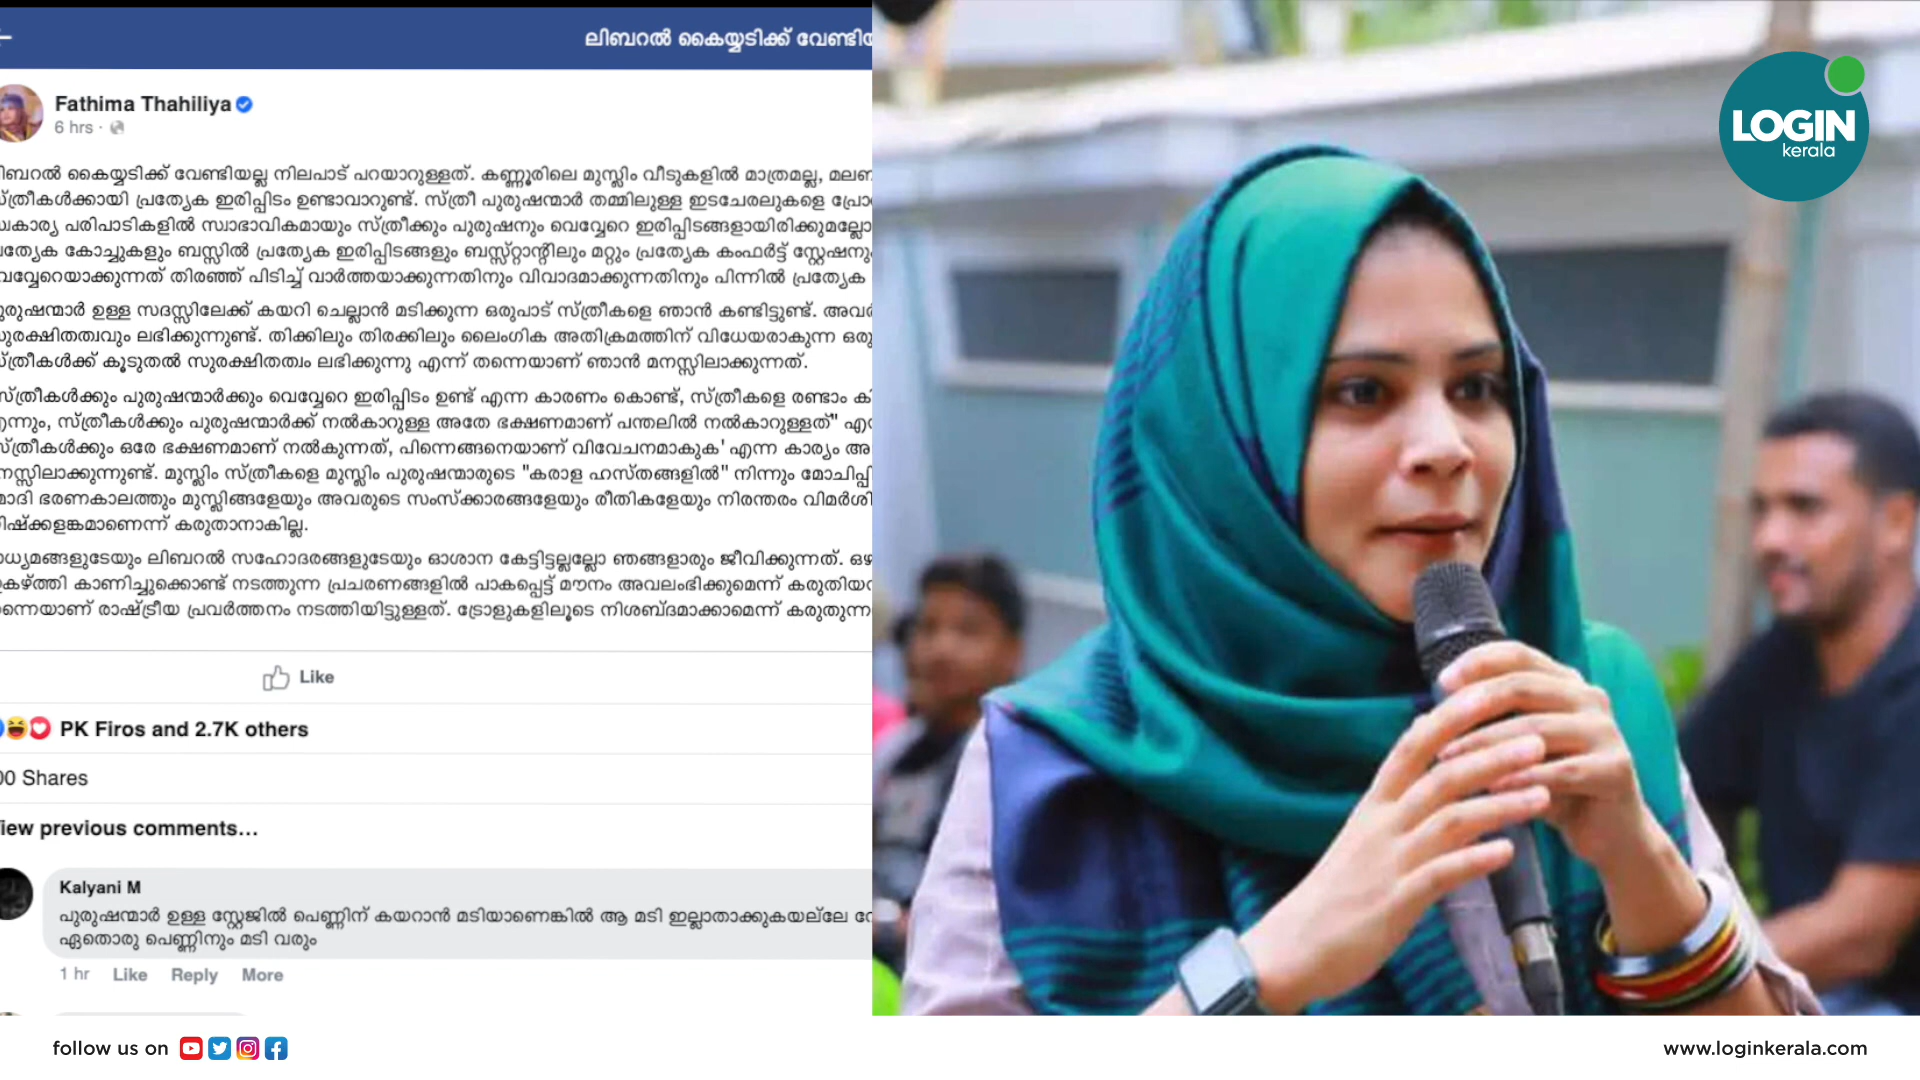 ലിബറൽ കൈയ്യടിക്ക് വേണ്ടിയ
Fathima Thahiliya
6 hrs ·
ലിബറൽ കൈയ്യടിക്ക് വേണ്ടിയല്ല നിലപാട് പറയാറുള്ളത്. കണ്ണൂരിലെ മുസ്ലിം വീടുകളിൽ മാത്രമല്ല,
സ്ത്രീകൾക്കായി പ്രത്യേക ഇരിപ്പിടം ഉണ്ടാവാറുണ്ട്. സ്ത്രീ പുരുഷന്മാർ തമ്മിലുള്ള ഇടചേരലുകളെ
പരിപാടികളിൽ സ്വാഭാവികമായും സ്ത്രീക്കും പുരുഷനും വെവ്വേറെ ഇരിപ്പിടങ്ങളായിരിക്കുമല്ലോ
പ്രത്യേക കോച്ചുകളും ബസ്സിൽ പ്രത്യേക ഇരിപ്പിടങ്ങളും ബസ്സ്റ്റാന്റിലും മറ്റും പ്രത്യേക കംഫർട്ട്
വെവ്വേറെയാക്കുന്നത് തിരഞ്ഞ് പിടിച്ച് വാർത്തയാക്കുന്നതിനും വിവാദമാക്കുന്നതിനും പിന്നിൽ പ്രത്യേക
പുരുഷന്മാർ ഉള്ള സദസ്സിലേക്ക് കയറി ചെല്ലാൻ മടിക്കുന്ന ഒരുപാട് സ്ത്രീകളെ ഞാൻ കണ്ടിട്ടുണ്ട്.
സുരക്ഷിതത്വവും ലഭിക്കുന്നുണ്ട്. തിക്കിലും തിരക്കിലും ലൈംഗിക അതിക്രമത്തിന് വിധേയരാകുന്ന
സ്ത്രീകൾക്ക് കൂടുതൽ സുരക്ഷിതത്വം ലഭിക്കുന്നു എന്ന് തന്നെയാണ് ഞാൻ മനസ്സിലാക്കുന്നത്.
സ്ത്രീകൾക്കും പുരുഷന്മാർക്കും വെവ്വേറെ ഇരിപ്പിടം ഉണ്ട് എന്ന കാരണം കൊണ്ട്, സ്ത്രീകളെ രണ്ടാം
എന്നും, സ്ത്രീകൾക്കും പുരുഷന്മാർക്ക് നൽകാറുള്ള അതേ ഭക്ഷണമാണ് പന്തലിൽ നൽകാറുള്ളത്"
സ്ത്രീകൾക്കും ഒരേ ഭക്ഷണമാണ് നൽകുന്നത്, പിന്നെങ്ങനെയാണ് വിവേചനമാകുക' എന്ന കാര്യം
മനസ്സിലാക്കുന്നുണ്ട്. മുസ്ലിം സ്ത്രീകളെ മുസ്ലിം പുരുഷന്മാരുടെ "കരാള ഹസ്തങ്ങളിൽ" നിന്നും
മോദി ഭരണകാലത്തും മുസ്ലിങ്ങളേയും അവരുടെ സംസ്ക്കാരങ്ങളേയും രീതികളേയും നിരന്തരം
നിഷ്ക്കളങ്കമാണെന്ന് കരുതാനാകില്ല.
മാധ്യമങ്ങളുടേയും ലിബറൽ സഹോദരങ്ങളുടേയും ഓശാന കേട്ടിട്ടല്ലല്ലോ ഞങ്ങളാരും ജീവിക്കുന്നത്.
ഇകഴ്ത്തി കാണിച്ചുക്കൊണ്ട് നടത്തുന്ന പ്രചരണങ്ങളിൽ പാകപ്പെട്ട് മൗനം അവലംഭിക്കുമെന്ന്
തന്നെയാണ് രാഷ്ട്രീയ പ്രവർത്തനം നടത്തിയിട്ടുള്ളത്. ട്രോളുകളിലൂടെ നിശബ്ദമാക്കാമെന്ന്
Like
PK Firos and 2.7K others
00 Shares
iew previous comments...
Kalyani M
പുരുഷന്മാർ ഉള്ള സ്റ്റേജിൽ പെണ്ണിന് കയറാൻ മടിയാണെങ്കിൽ ആ മടി ഇല്ലാതാക്കുകയല്ലേ
ഏതൊരു പെണ്ണിനും മടി വരും
1 hr Like Reply More
LOGIN
kerala
follow us on
www.loginkerala.com